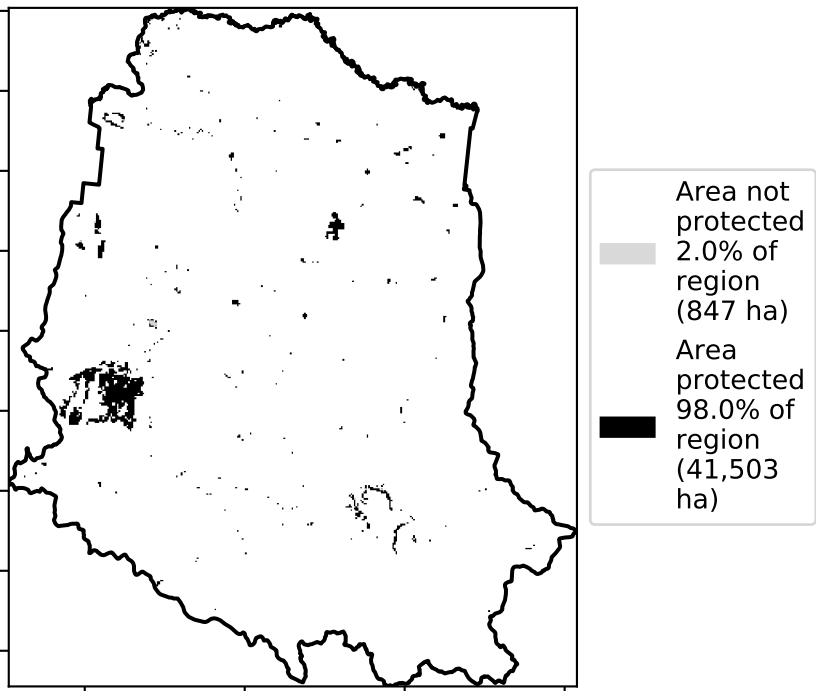 Area not
protected
2.0% of
region
(847 ha)
Area
protected
98.0% of
region
(41,503
ha)